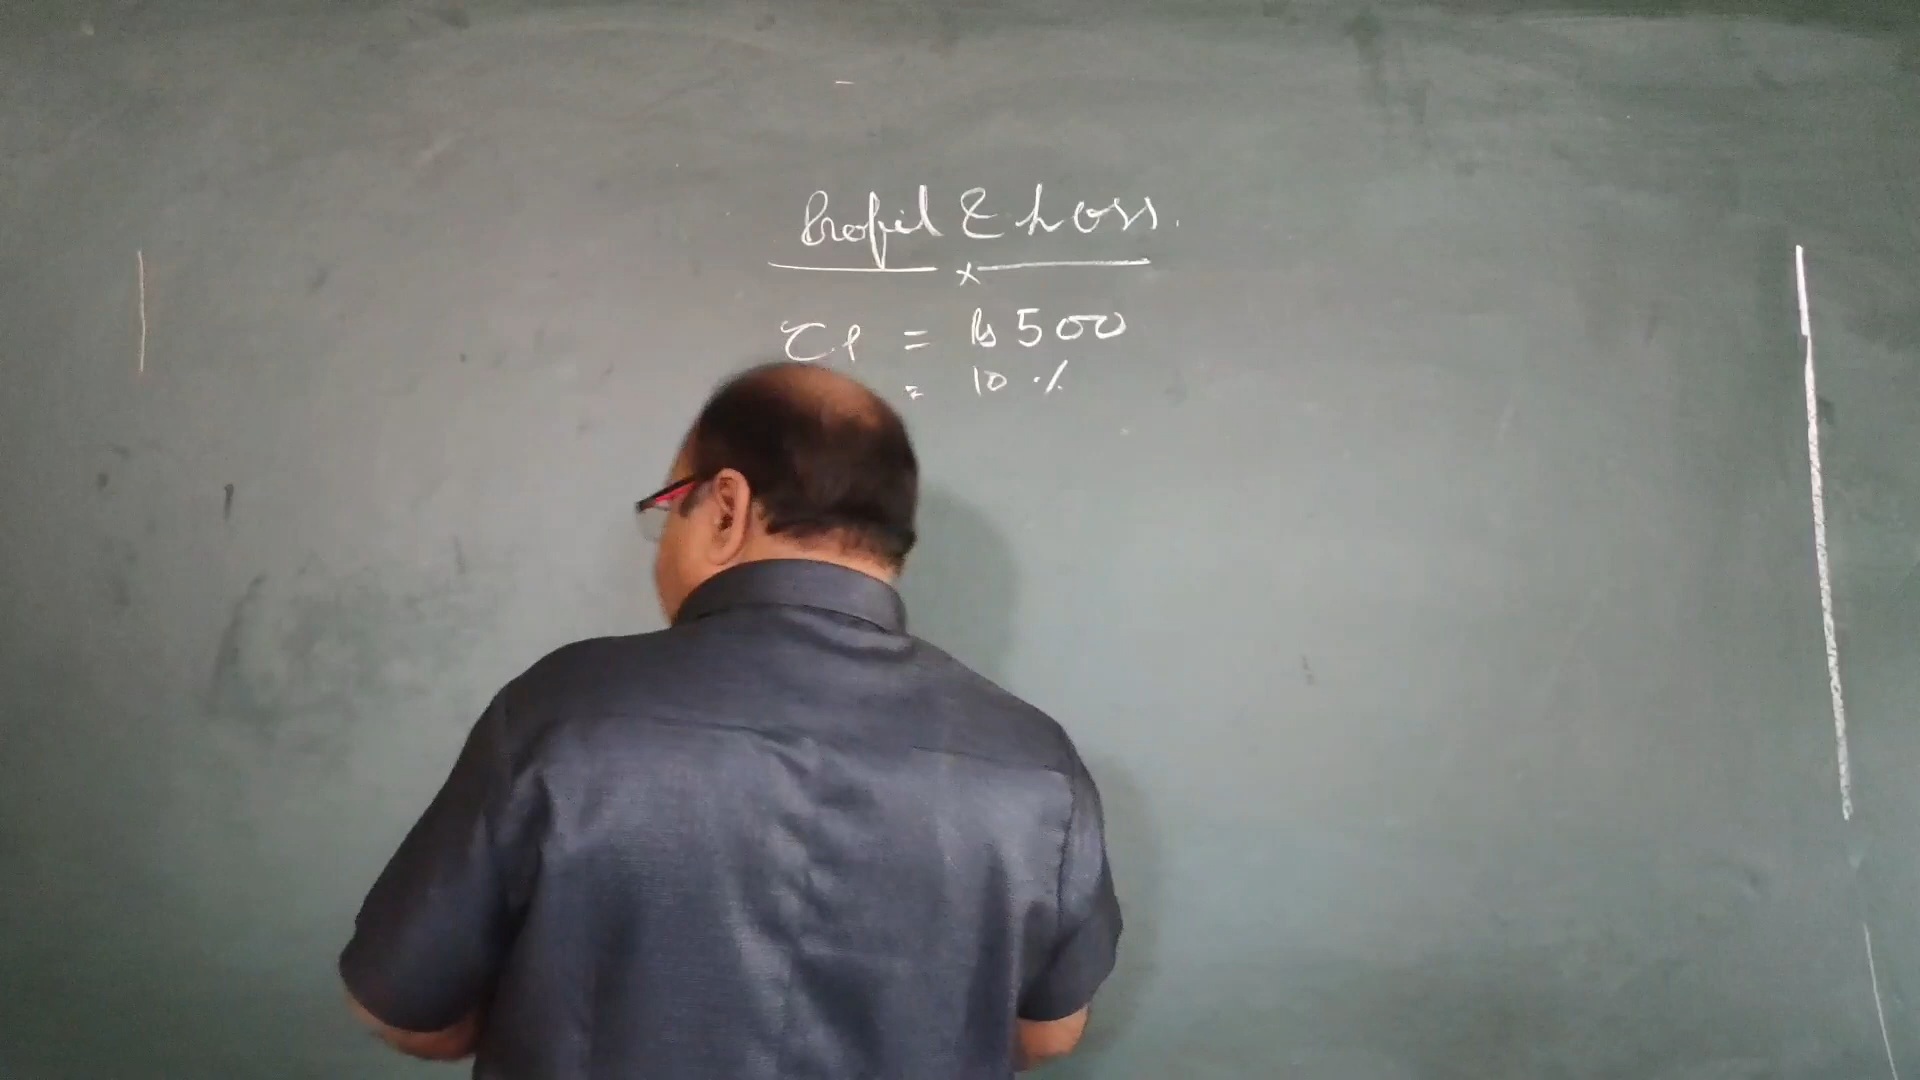 Profit & Loss.
x
CP = Rs 500
= 10 %